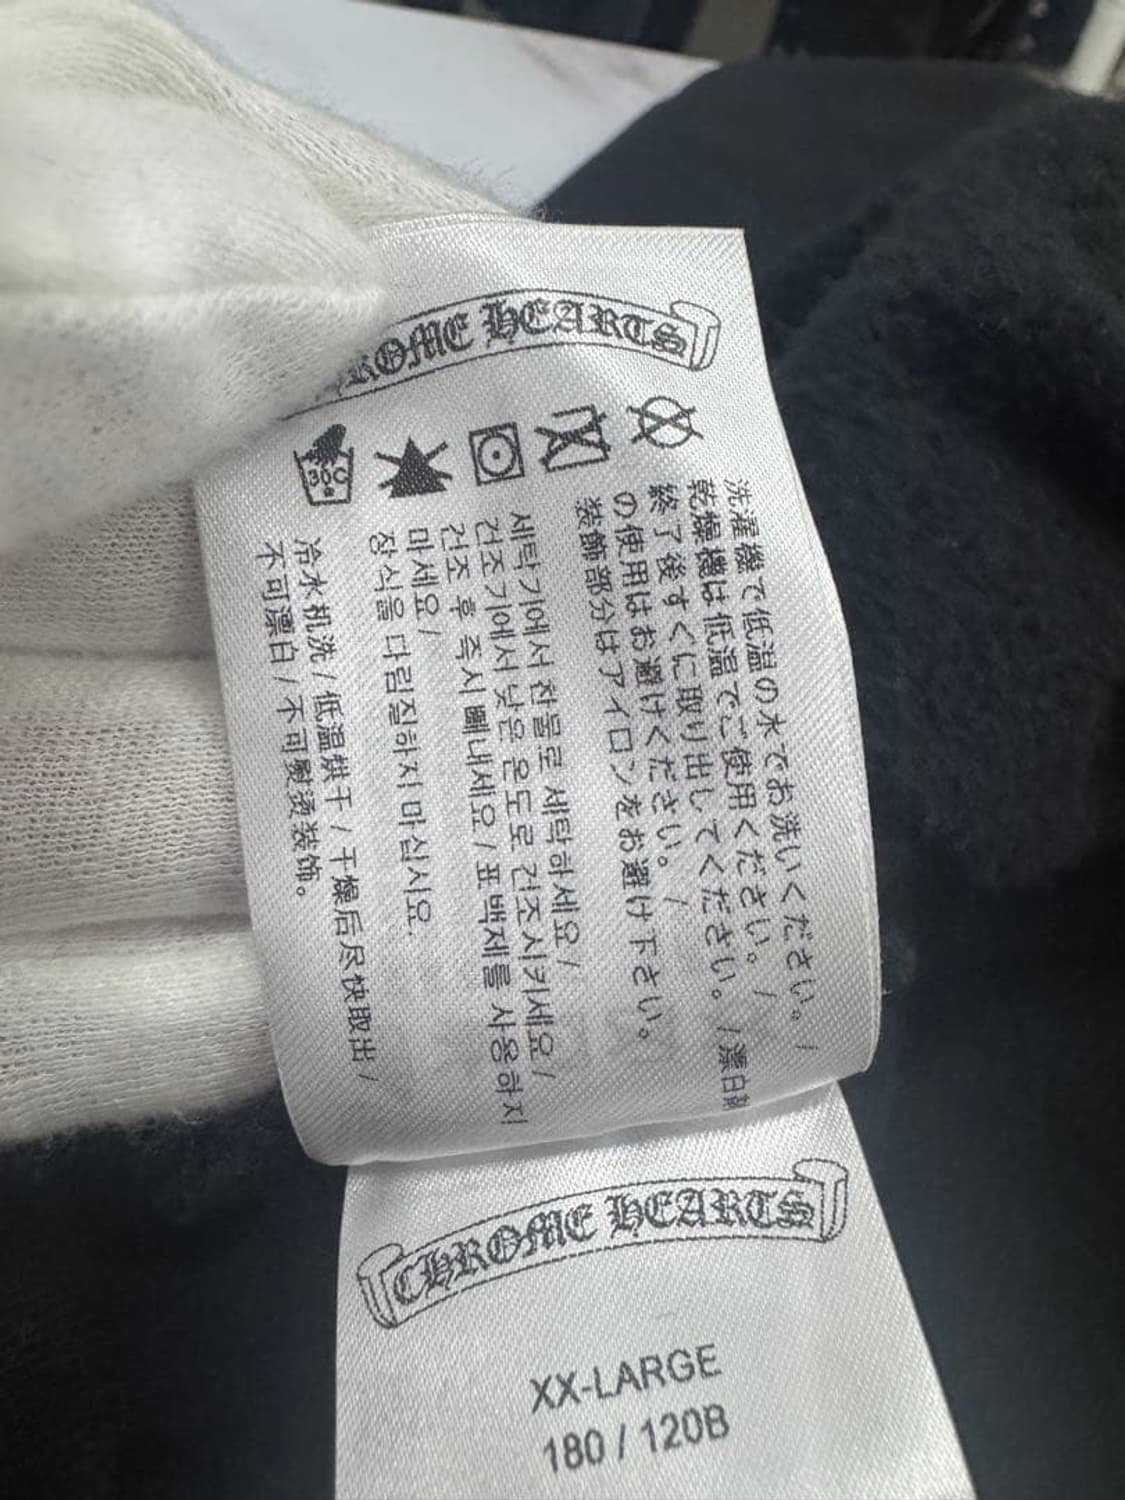 ROME HEARTS
30C
洗濯機で低温の水でお洗いください。/
乾燥機は低温でご使用ください。/
終了後すぐに取り出してください。/漂白剤
の使用はお避けください。/
装飾部分はアイロンをお避け下さい。
세탁기에서 찬물로 세탁하세요 /
건조기에서 낮은 온도로 건조시키세요 /
건조 후 즉시 빼내세요 / 표백제를 사용하지
마세요 /
장식을 다림질하지 마십시요.
冷水机洗 / 低温烘干 / 干燥后尽快取出 /
不可漂白 / 不可熨烫装饰。
CHROME HEARTS
XX-LARGE
180 / 120B